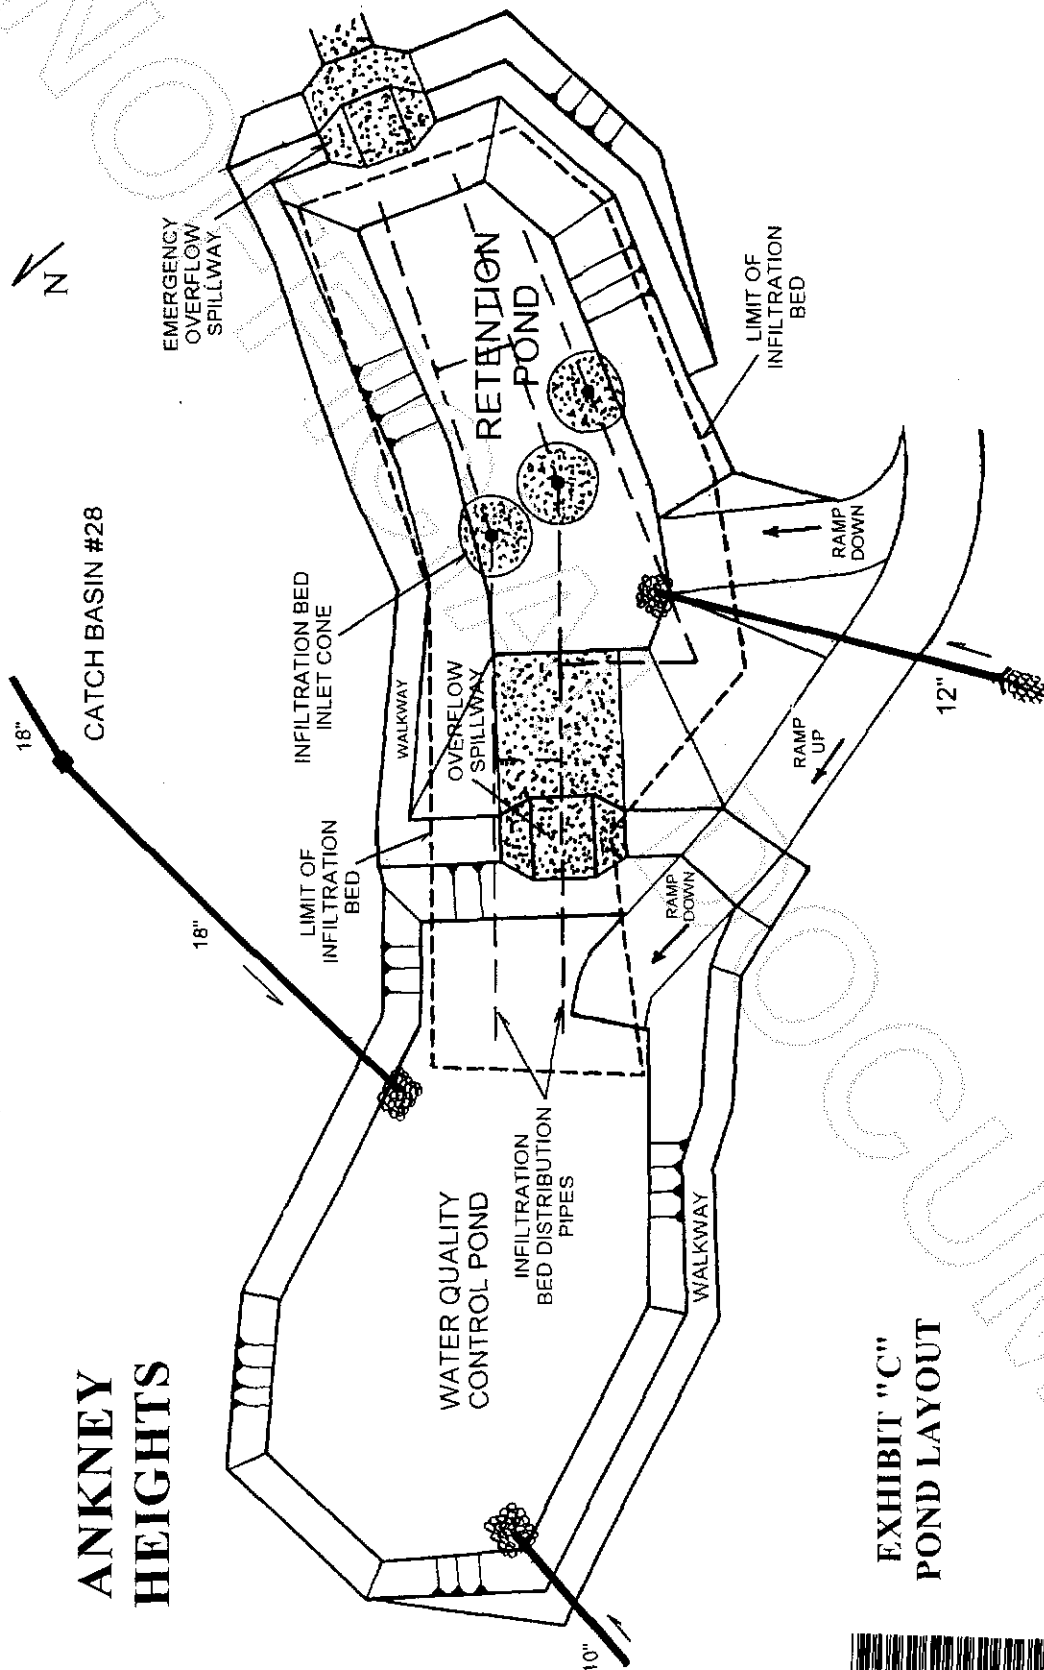 ANKNEY
HEIGHTS
18"
CATCH BASIN #28
18"
N
EMERGENCY
OVERFLOW
SPILLWAY
INFILTRATION BED
INLET CONE
WALKWAY
LIMIT OF
INFILTRATION
BED
OVERFLOW
SPILLWAY
RETENTION
POND
LIMIT OF
INFILTRATION
BED
WATER QUALITY
CONTROL POND
INFILTRATION
BED DISTRIBUTION
PIPES
RAMP
DOWN
RAMP
UP
RAMP
DOWN
12"
WALKWAY
10"
EXHIBIT "C"
POND LAYOUT